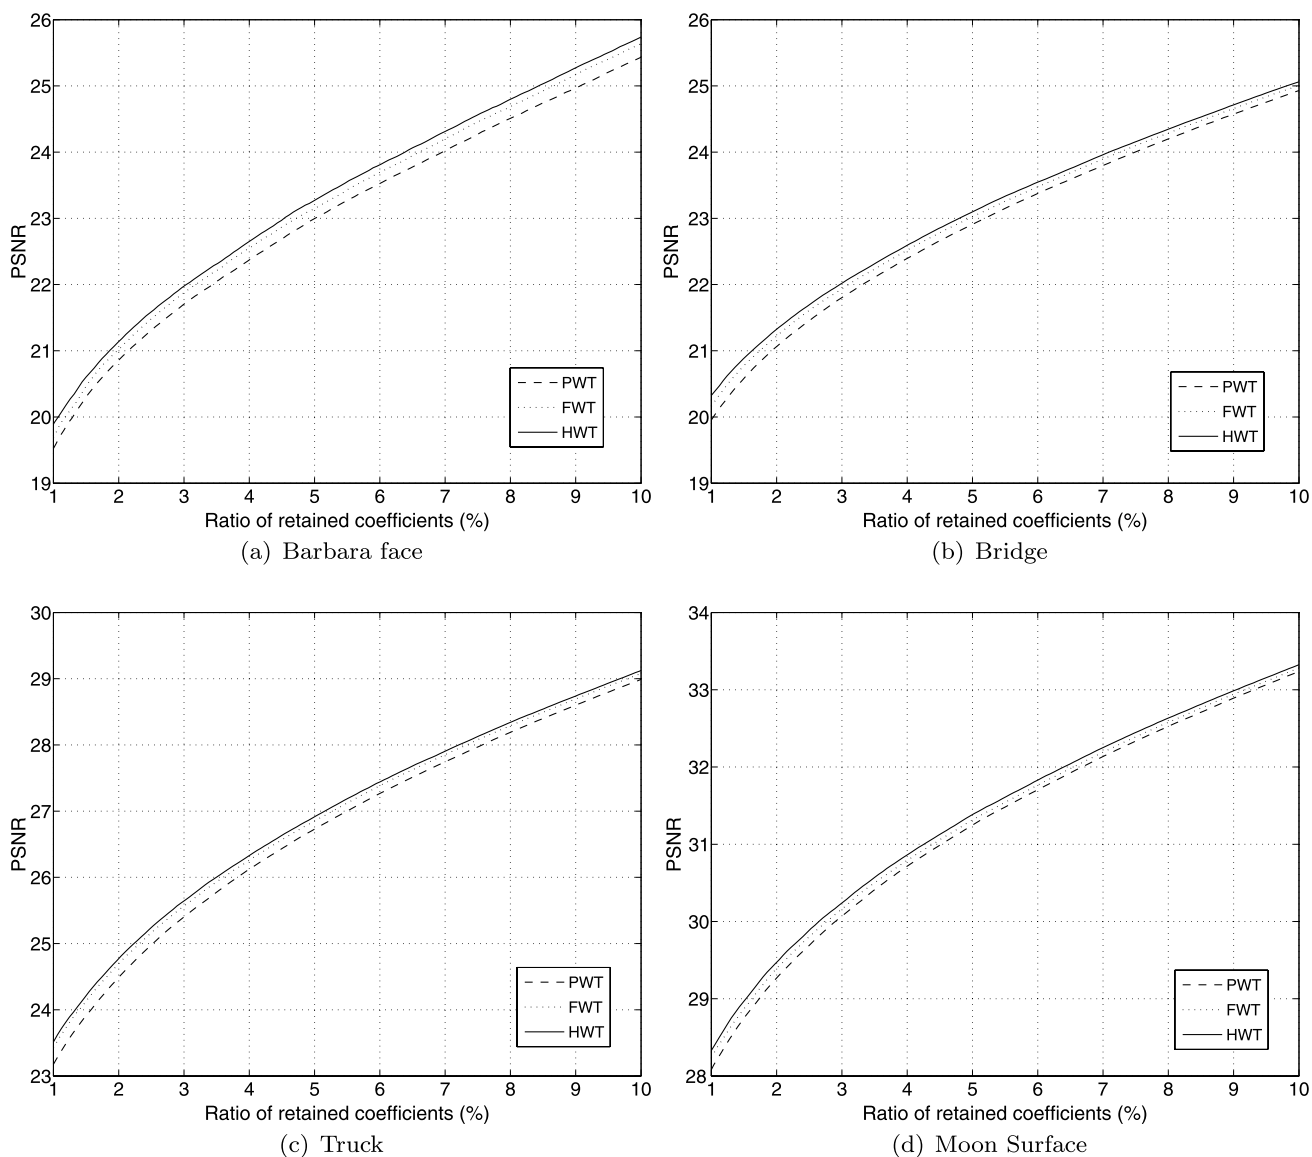 26
25
24
23
22
21
20
19
PSNR
1 2 3 4 5 6 7 8 9 10
Ratio of retained coefficients (%)
PWT
FWT
HWT
(a) Barbara face
26
25
24
23
22
21
20
19
PSNR
1 2 3 4 5 6 7 8 9 10
Ratio of retained coefficients (%)
PWT
FWT
HWT
(b) Bridge
30
29
28
27
26
25
24
23
PSNR
1 2 3 4 5 6 7 8 9 10
Ratio of retained coefficients (%)
PWT
FWT
HWT
(c) Truck
34
33
32
31
30
29
28
PSNR
1 2 3 4 5 6 7 8 9 10
Ratio of retained coefficients (%)
PWT
FWT
HWT
(d) Moon Surface